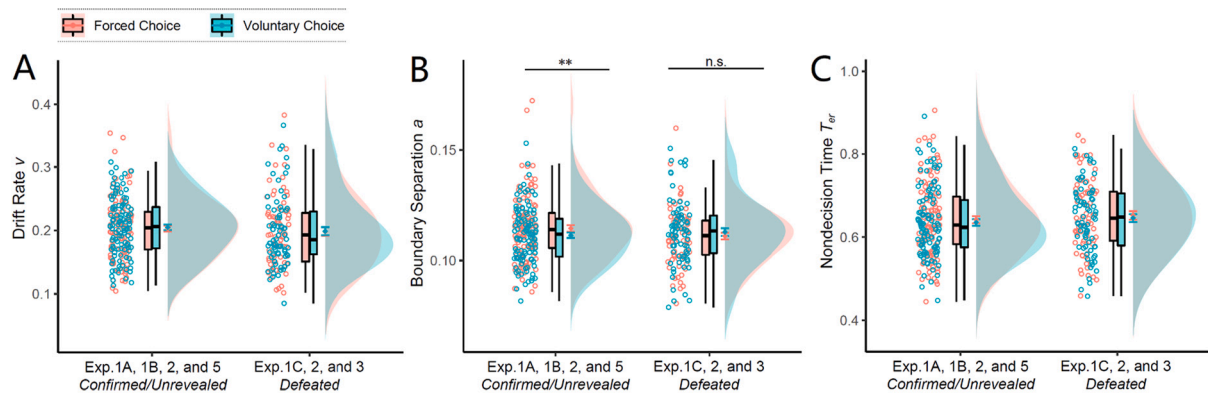 Forced Choice
Voluntary Choice
A
Drift Rate v
0.4
0.3
0.2
0.1
Exp.1A, 1B, 2, and 5
Confirmed/Unrevealed
Exp.1C, 2, and 3
Defeated
B
Boundary Separation a
0.15
0.10
**
n.s.
Exp.1A, 1B, 2, and 5
Confirmed/Unrevealed
Exp.1C, 2, and 3
Defeated
C
Nondecision Time Ter
1.0
0.8
0.6
0.4
Exp.1A, 1B, 2, and 5
Confirmed/Unrevealed
Exp.1C, 2, and 3
Defeated